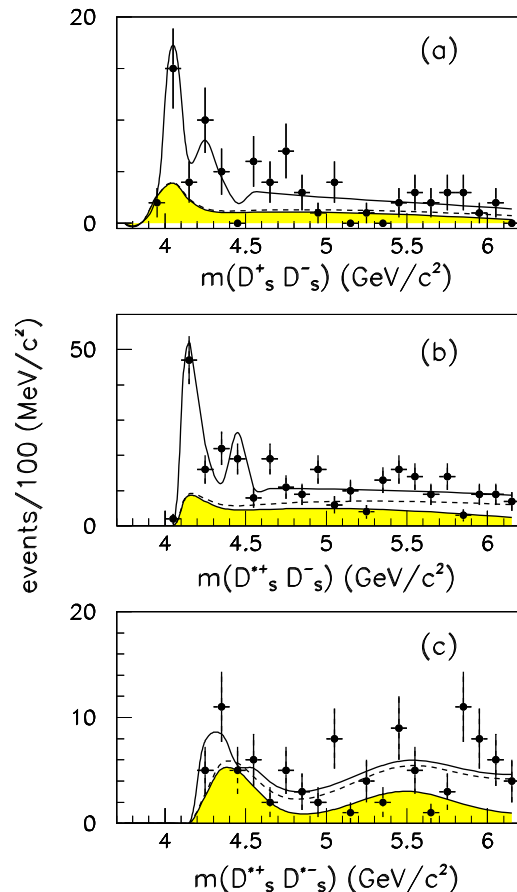 events/100 (MeV/c²)
20
(a)
10
0
4 4.5 5 5.5 6
m(D⁺ₛ D⁻ₛ) (GeV/c²)
50
(b)
0
4 4.5 5 5.5 6
m(D*⁺ₛ D⁻ₛ) (GeV/c²)
20
(c)
10
0
4 4.5 5 5.5 6
m(D*⁺ₛ D*⁻ₛ) (GeV/c²)